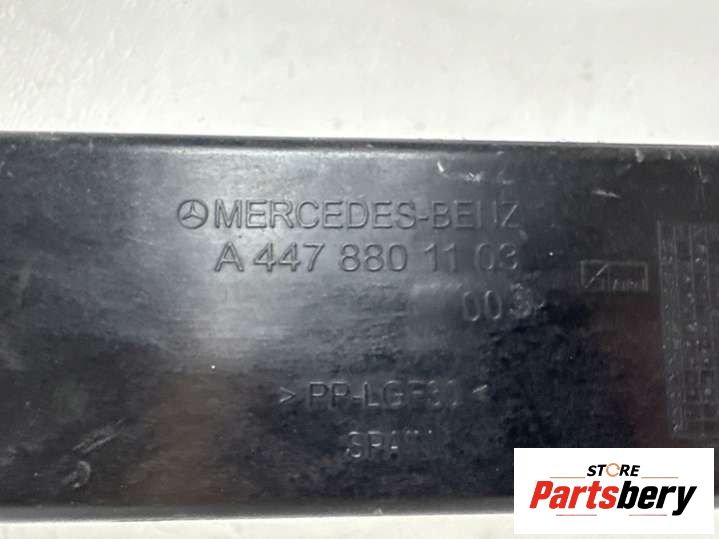 MERCEDES-BENZ
A 447 880 11 03
003
> PP-LGF30 <
SPAIN
STORE
Partsbery